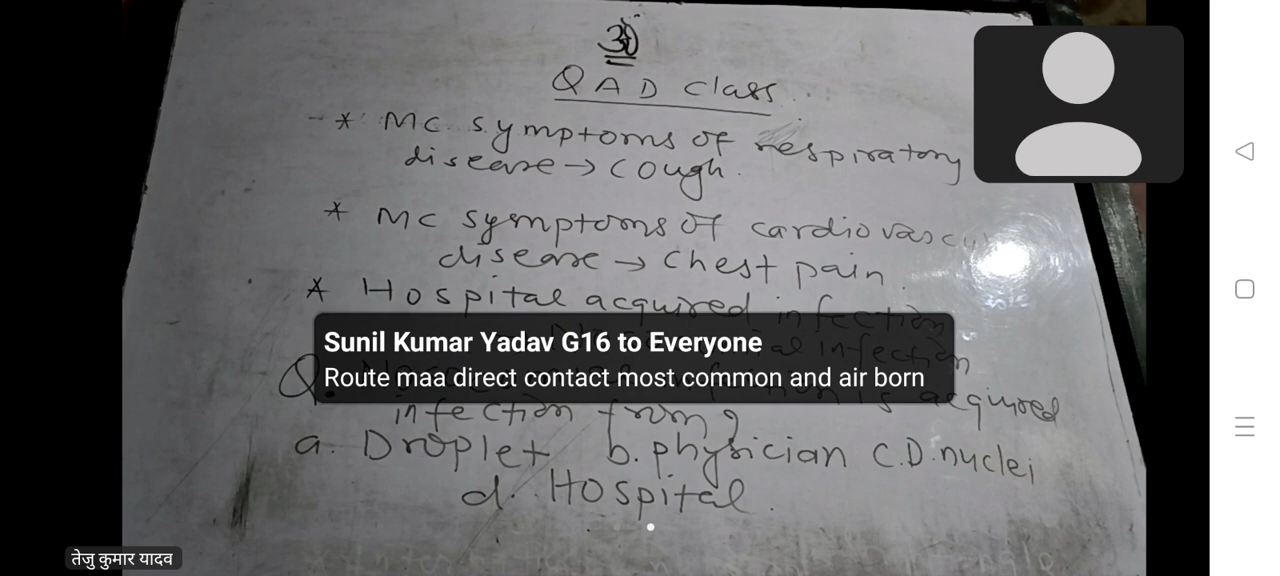 ॐ
Q A D class
* Mc symptoms of respiratory
disease → cough.
* Mc symptoms of
disease → chest pain.
* Hospital acquired infection
infection
Sunil Kumar Yadav G16 to Everyone
Route maa direct contact most common and air born
Q. is acquired
infection from?
a. Droplet b. physician C.D. nuclei
d. Hospital.
तेजु कुमार यादव